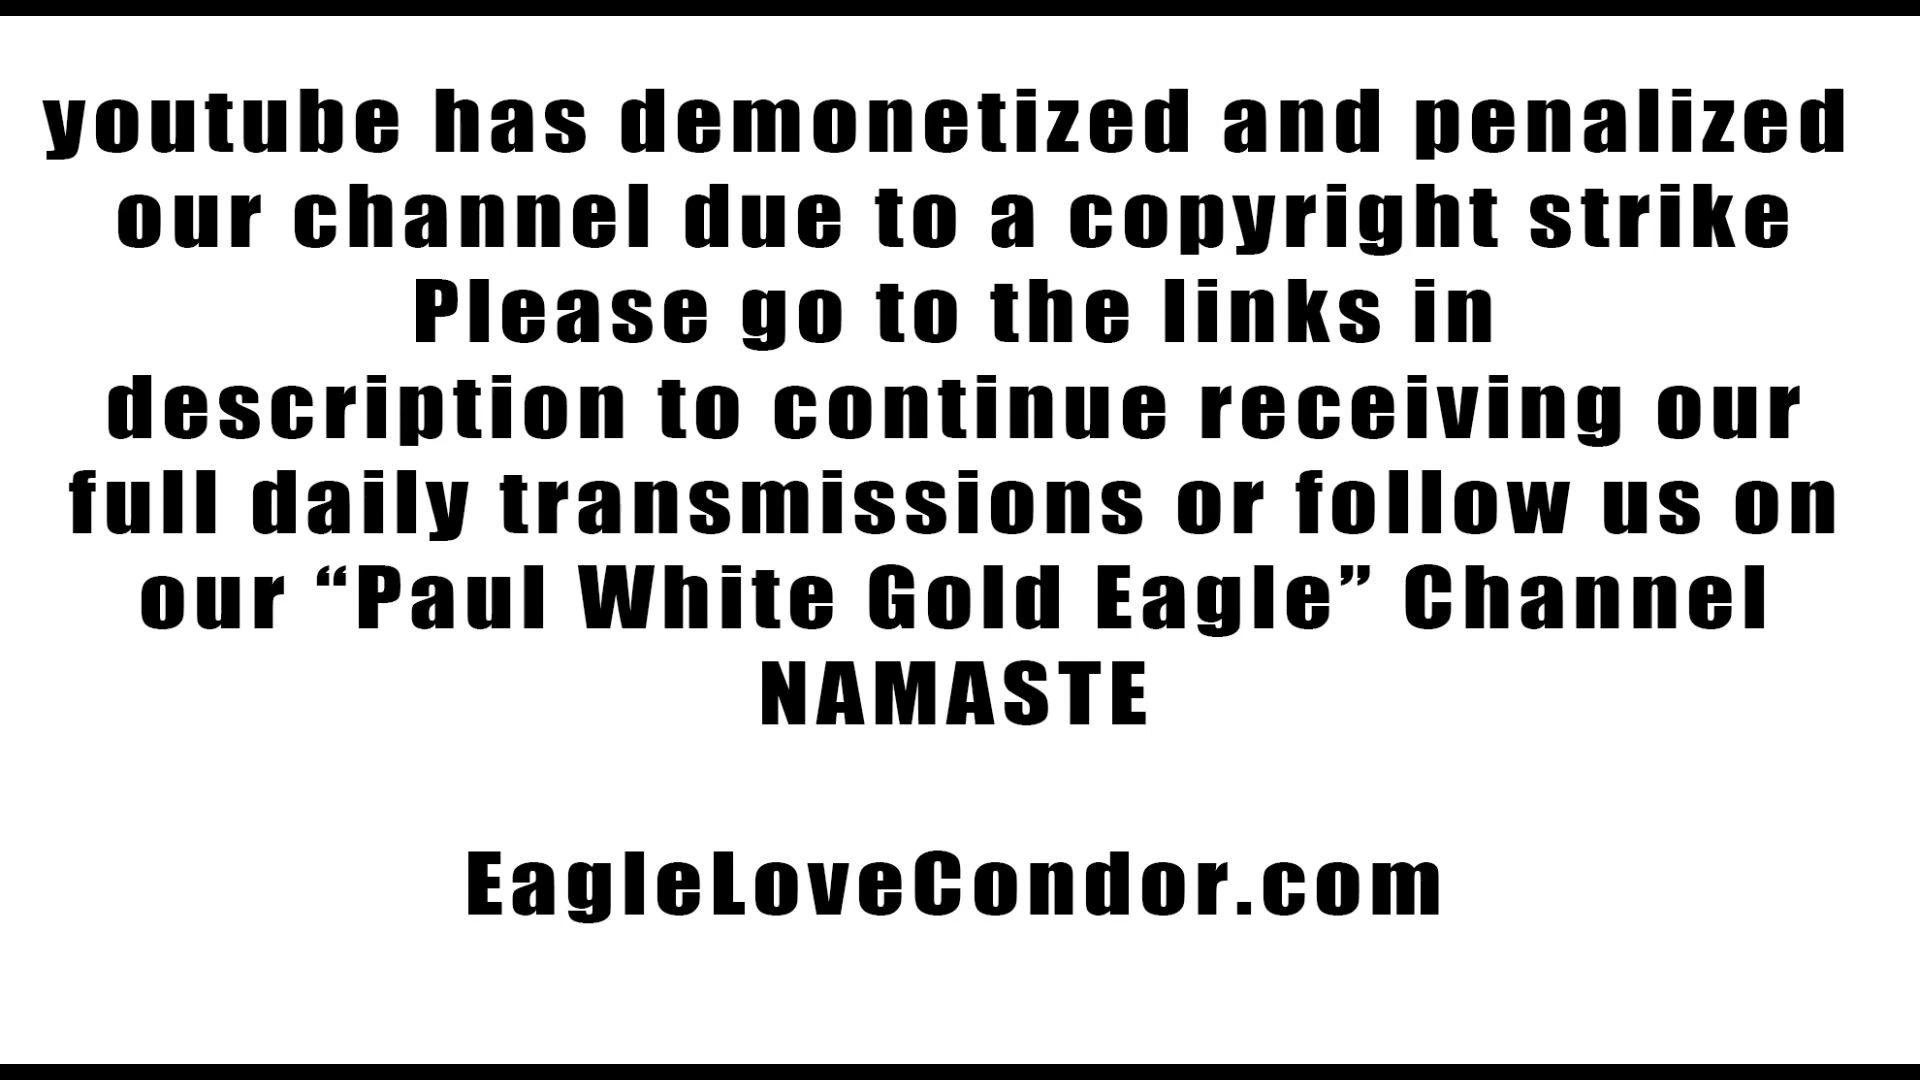 youtube has demonetized and penalized
our channel due to a copyright strike
Please go to the links in
description to continue receiving our
full daily transmissions or follow us on
our “Paul White Gold Eagle” Channel
NAMASTE
EagleLoveCondor.com